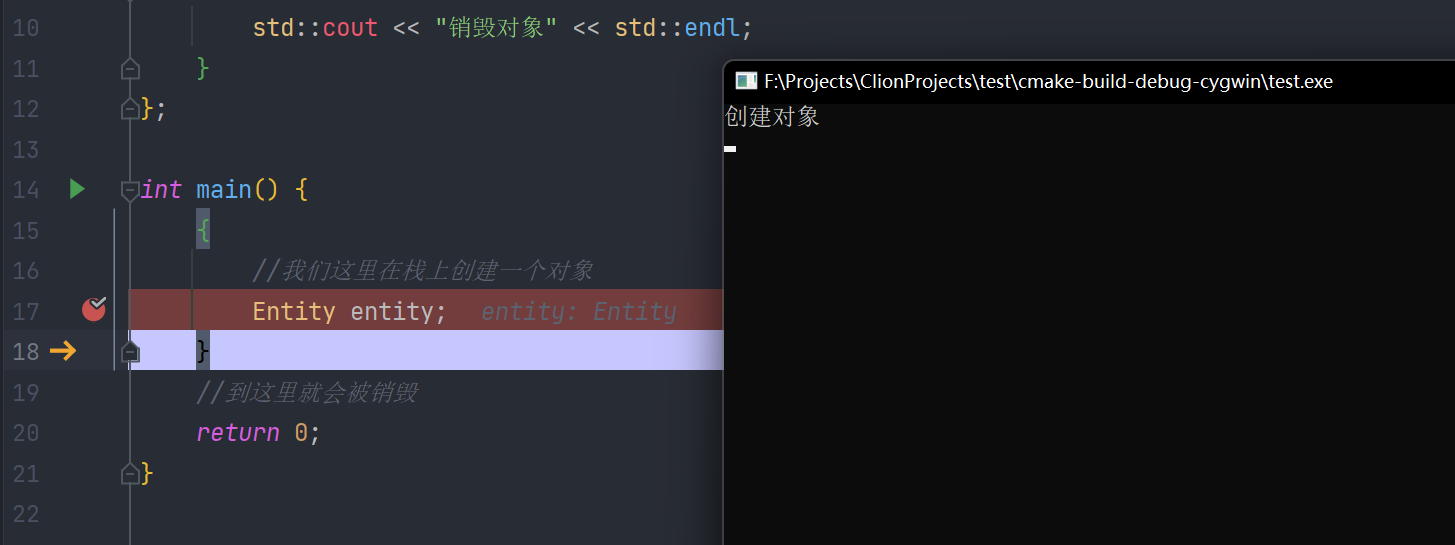 10 std::cout << "销毁对象" << std::endl;
11 }
12 };
13
14 int main() {
15 {
16 //我们这里在栈上创建一个对象
17 Entity entity; entity: Entity
18 }
19 //到这里就会被销毁
20 return 0;
21 }
22
F:\Projects\ClionProjects\test\cmake-build-debug-cygwin\test.exe
创建对象